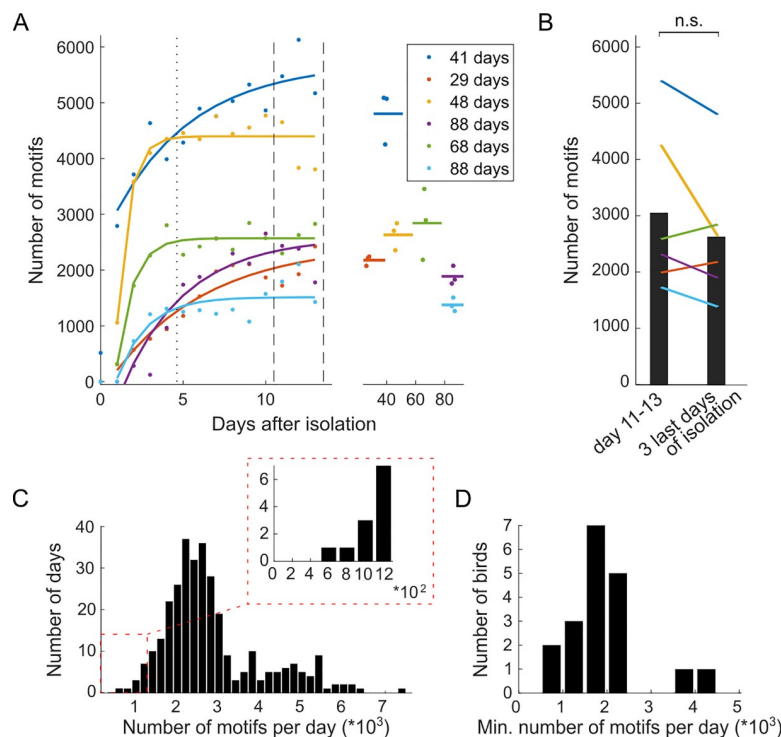 A
6000
5000
4000
3000
2000
1000
0
Number of motifs
0 5 10
Days after isolation
40 60 80
41 days
29 days
48 days
88 days
68 days
88 days
B
n.s.
6000
5000
4000
3000
2000
1000
0
Number of motifs
day 11-13
3 last days
of isolation
C
40
30
20
10
0
Number of days
1 2 3 4 5 6 7
Number of motifs per day (*10³)
6
4
2
0
0 2 4 6 8 10 12
*10²
D
7
6
5
4
3
2
1
0
Number of birds
0 1 2 3 4 5
Min. number of motifs per day (*10³)